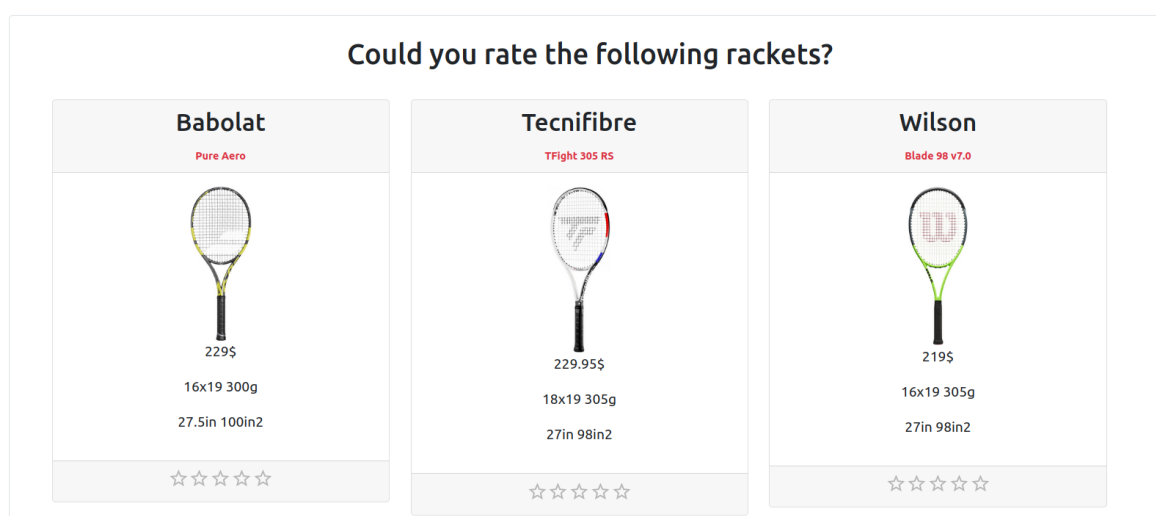 Could you rate the following rackets?
Babolat
Pure Aero
229$
16x19 300g
27.5in 100in2
Tecnifibre
TFight 305 RS
229.95$
18x19 305g
27in 98in2
Wilson
Blade 98 v7.0
W
219$
16x19 305g
27in 98in2